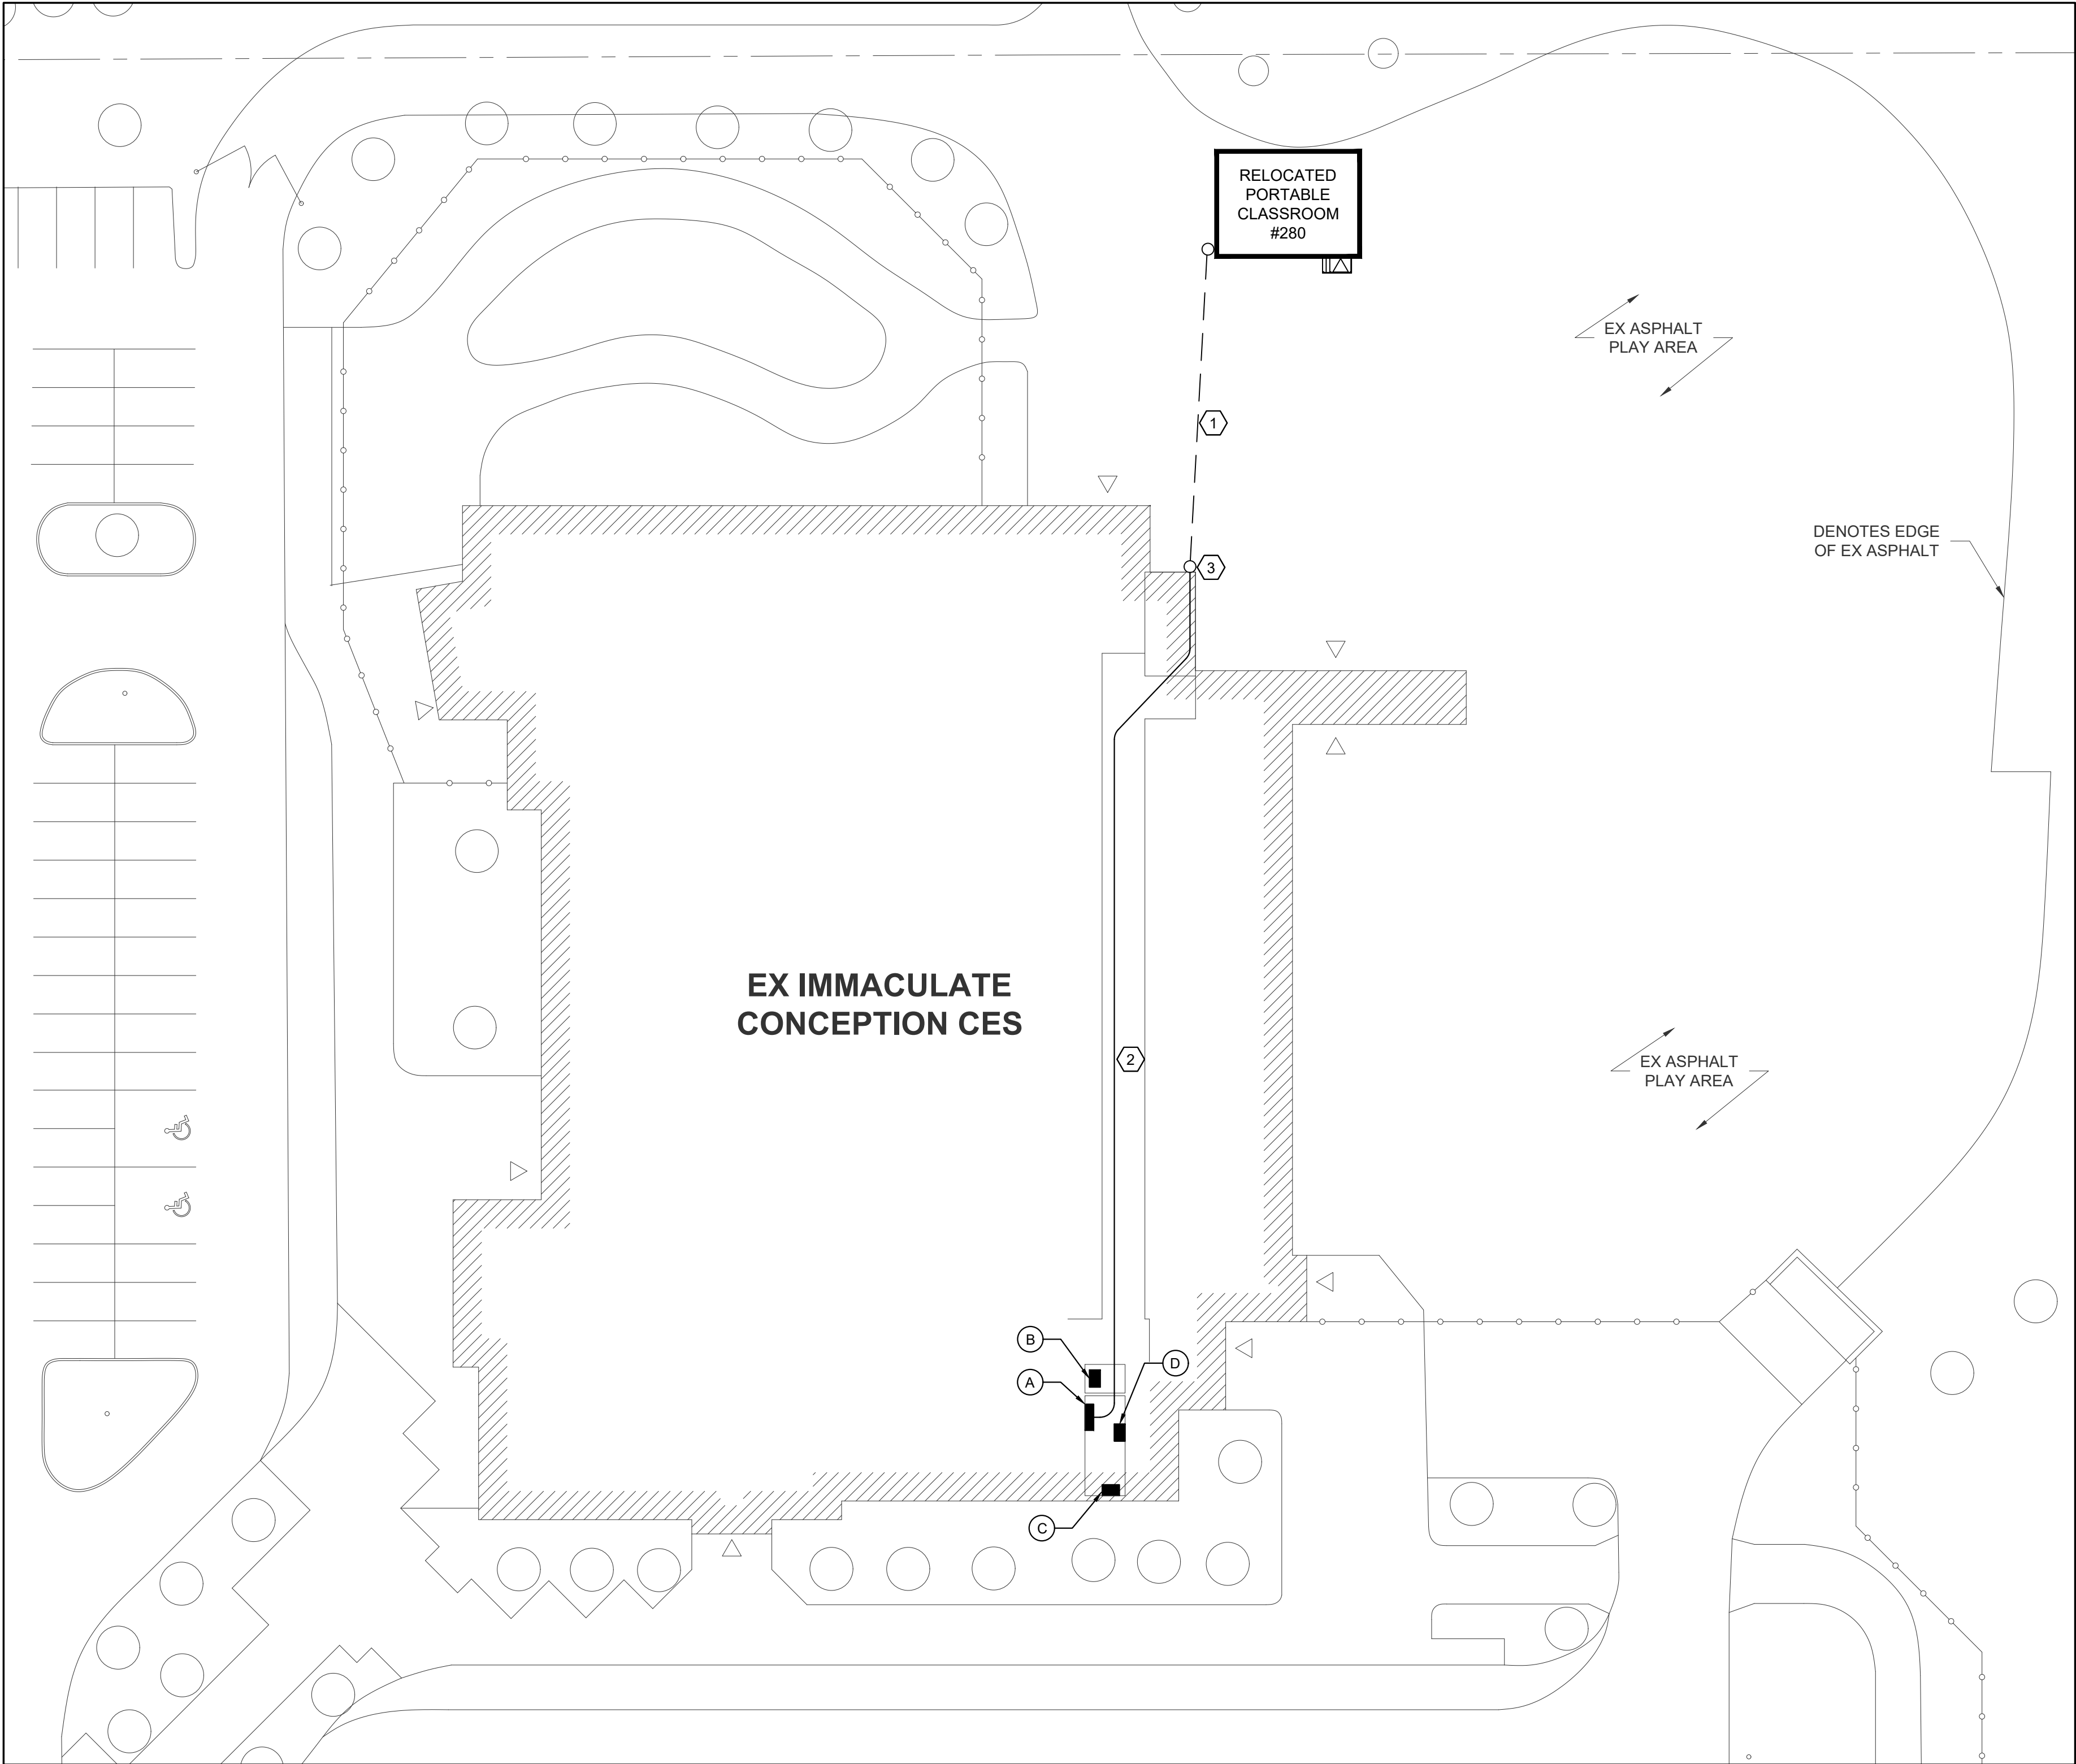 RELOCATED
PORTABLE
CLASSROOM
#280
EX ASPHALT
PLAY AREA
1
DENOTES EDGE
OF EX ASPHALT
3
EX IMMACULATE
CONCEPTION CES
2
EX ASPHALT
PLAY AREA
B
D
A
C